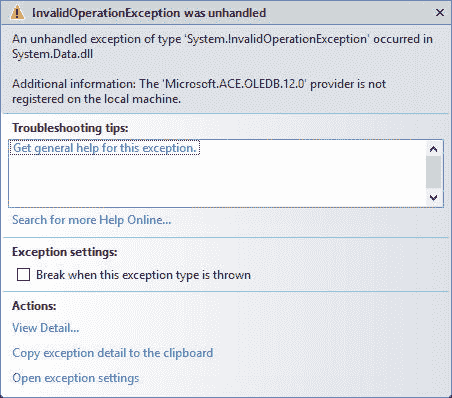 InvalidOperationException was unhandled
An unhandled exception of type 'System.InvalidOperationException' occurred in
System.Data.dll
Additional information: The 'Microsoft.ACE.OLEDB.12.0' provider is not
registered on the local machine.
Troubleshooting tips:
Get general help for this exception.
Search for more Help Online...
Exception settings:
Break when this exception type is thrown
Actions:
View Detail...
Copy exception detail to the clipboard
Open exception settings